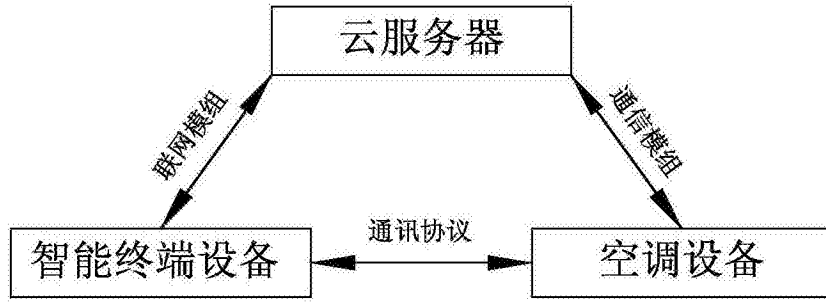 云服务器
联网模组
通信模组
通讯协议
智能终端设备
空调设备